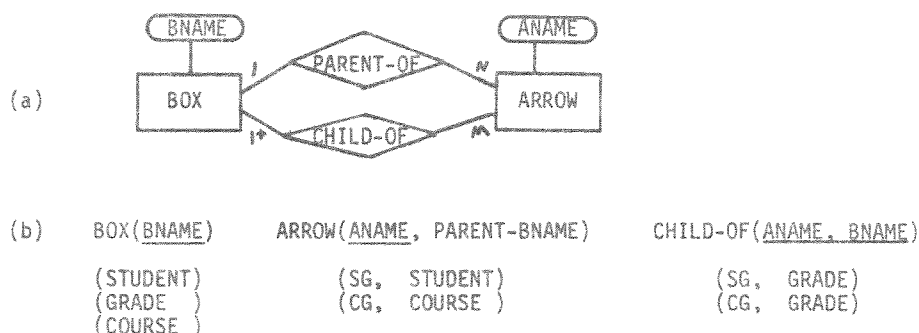 BNAME ANAME
1 PARENT-OF N
(a) BOX ARROW
1+ CHILD-OF M
(b) BOX(BNAME) ARROW(ANAME, PARENT-BNAME) CHILD-OF(ANAME, BNAME)
(STUDENT) (SG, STUDENT) (SG, GRADE)
(GRADE ) (CG, COURSE ) (CG, GRADE)
(COURSE )